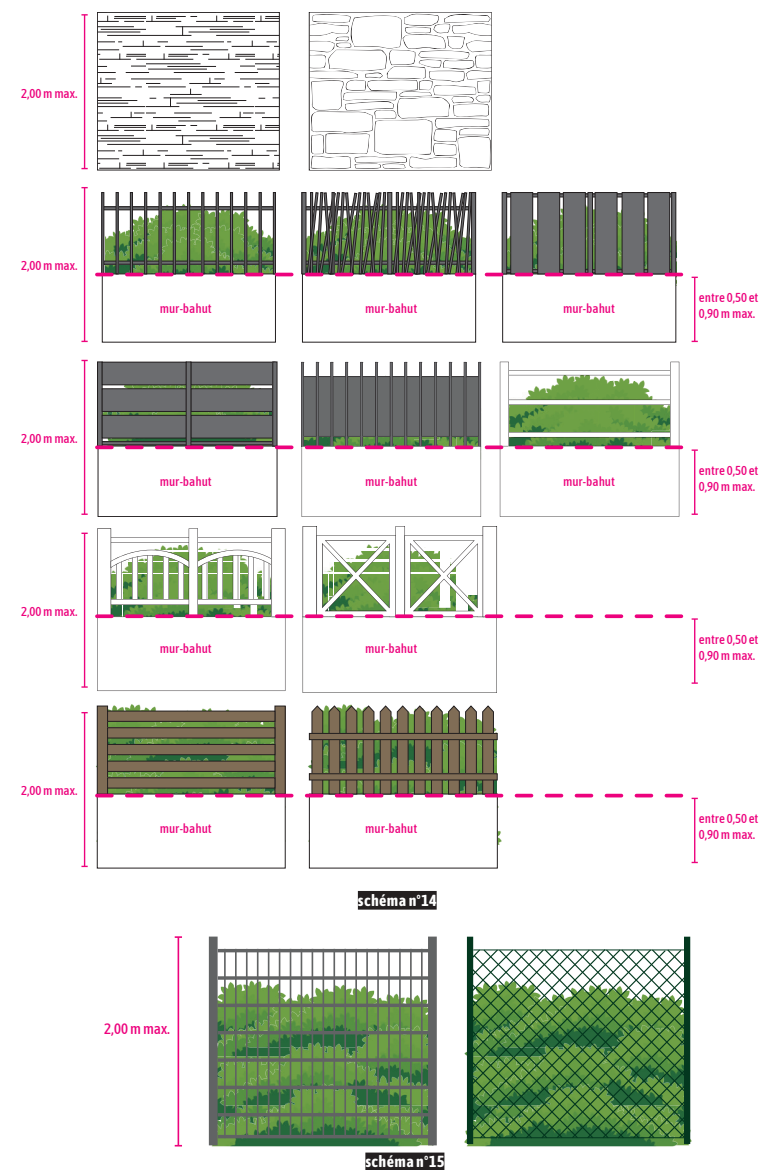 2,00 m max.
2,00 m max.
mur-bahut
mur-bahut
mur-bahut
entre 0,50 et
0,90 m max.
2,00 m max.
mur-bahut
mur-bahut
mur-bahut
entre 0,50 et
0,90 m max.
2,00 m max.
mur-bahut
mur-bahut
entre 0,50 et
0,90 m max.
2,00 m max.
mur-bahut
mur-bahut
entre 0,50 et
0,90 m max.
schéma n°14
2,00 m max.
schéma n°15